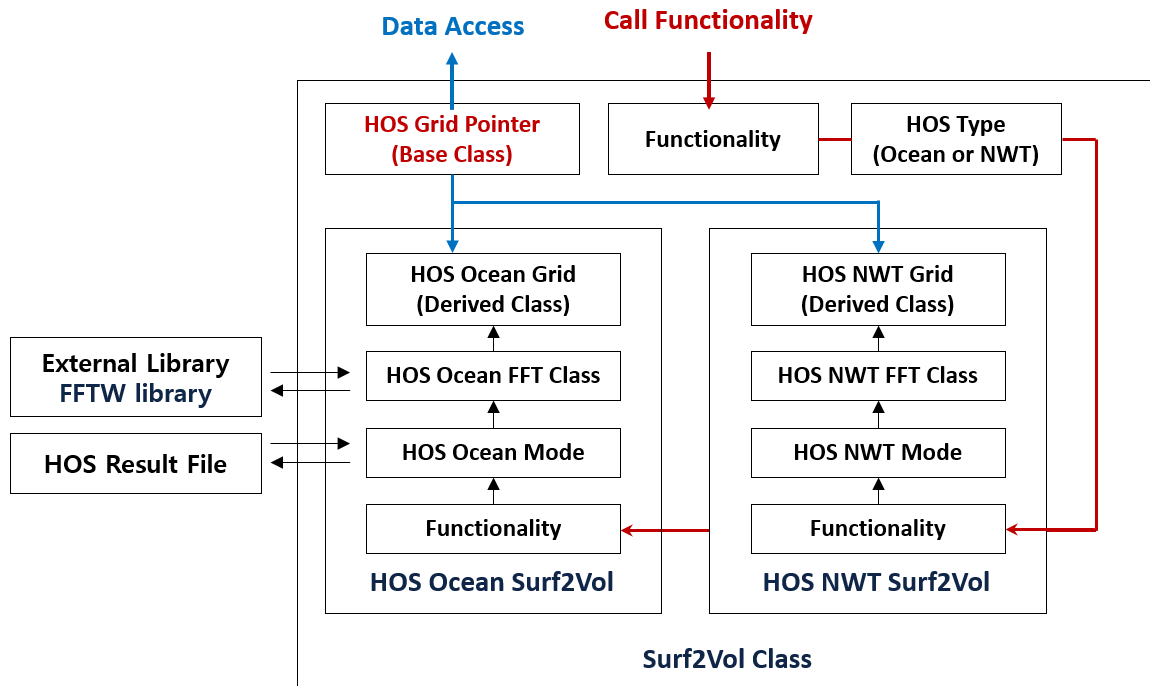 Data Access
Call Functionality
HOS Grid Pointer
(Base Class)
Functionality
HOS Type
(Ocean or NWT)
HOS Ocean Grid
(Derived Class)
HOS NWT Grid
(Derived Class)
External Library
FFTW library
HOS Ocean FFT Class
HOS NWT FFT Class
HOS Result File
HOS Ocean Mode
HOS NWT Mode
Functionality
Functionality
HOS Ocean Surf2Vol
HOS NWT Surf2Vol
Surf2Vol Class